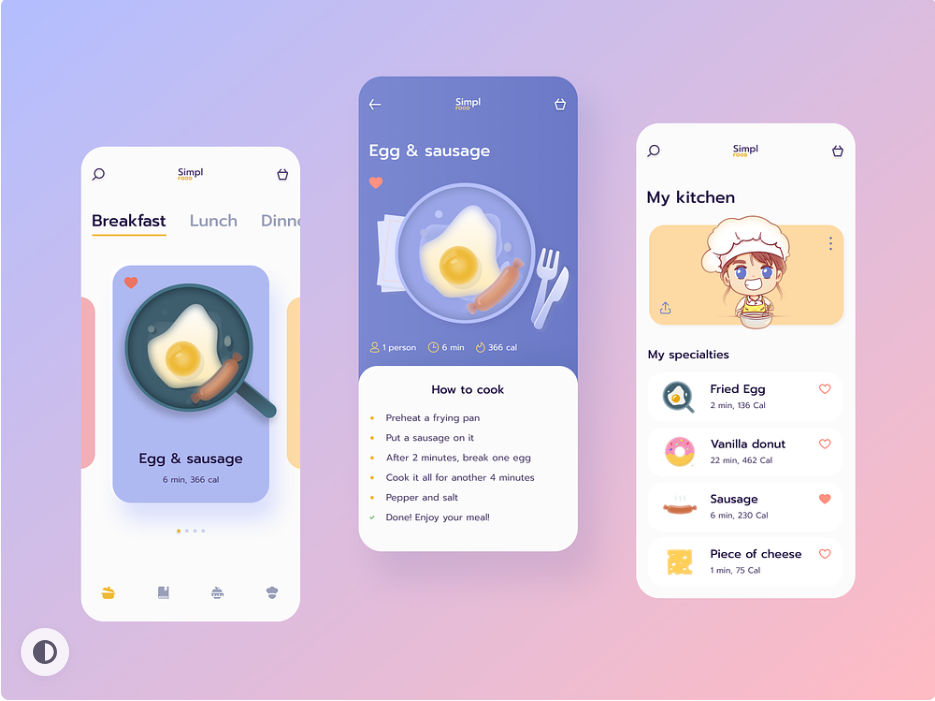 Simpl
FOOD
Breakfast Lunch Dinne
Egg & sausage
6 min, 366 cal
Simpl
FOOD
Egg & sausage
1 person 6 min 366 cal
How to cook
Preheat a frying pan
Put a sausage on it
After 2 minutes, break one egg
Cook it all for another 4 minutes
Pepper and salt
Done! Enjoy your meal!
Simpl
FOOD
My kitchen
My specialties
Fried Egg
2 min, 136 Cal
Vanilla donut
22 min, 462 Cal
Sausage
6 min, 230 Cal
Piece of cheese
1 min, 75 Cal